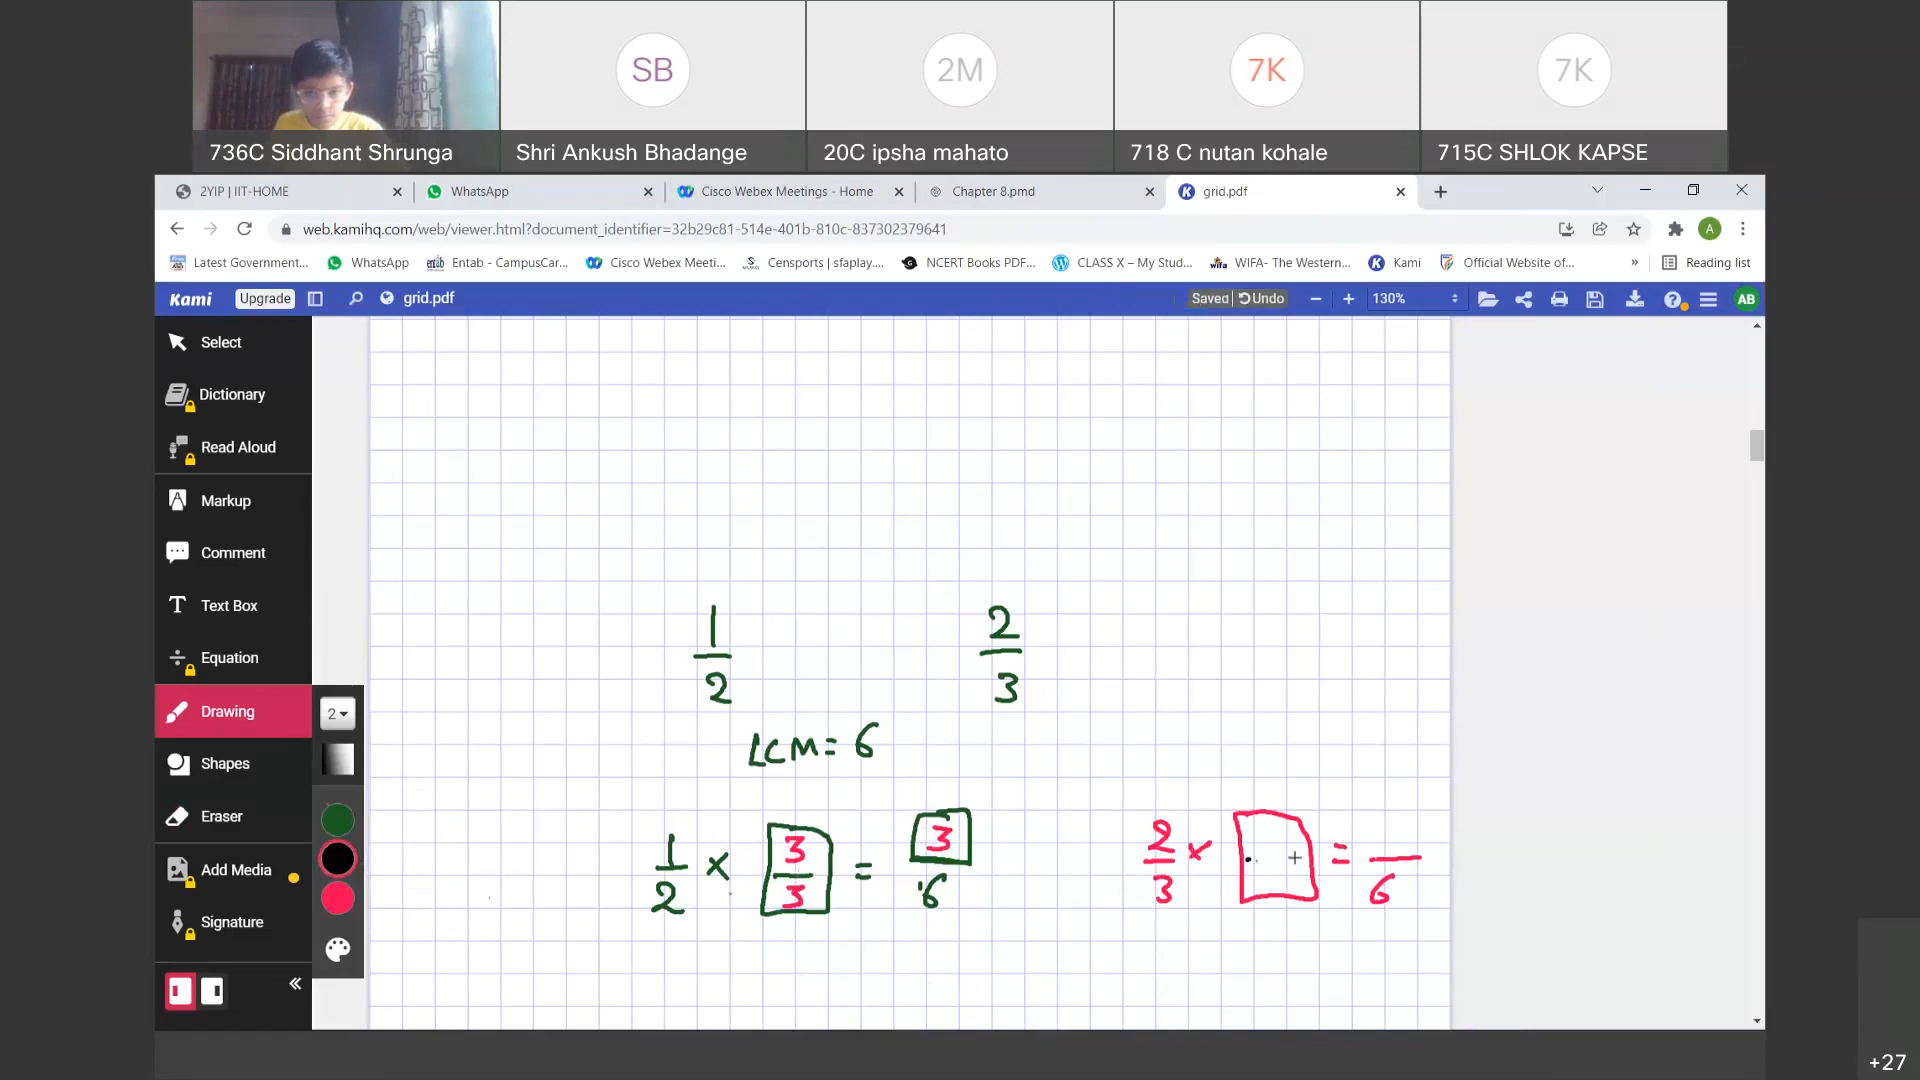 SB
2M
7K
7K
736C Siddhant Shrunga
Shri Ankush Bhadange
20C ipsha mahato
718 C nutan kohale
715C SHLOK KAPSE
2YIP | IIT-HOME
WhatsApp
Cisco Webex Meetings - Home
Chapter 8.pmd
grid.pdf
web.kamihq.com/web/viewer.html?document_identifier=32b29c81-514e-401b-810c-837302379641
A
Latest Government...
WhatsApp
Entab - CampusCar...
Cisco Webex Meeti...
Censports | sfaplay....
NCERT Books PDF...
CLASS X – My Stud...
WIFA- The Western...
Kami
Official Website of...
»
Reading list
Kami
Upgrade
grid.pdf
Saved
Undo
130%
AB
Select
Dictionary
Read Aloud
Markup
Comment
Text Box
Equation
Drawing
2
Shapes
Eraser
Add Media
Signature
1/2
2/3
LCM = 6
1/2 × 3/3 = 3/6
2/3 × = /6
+27